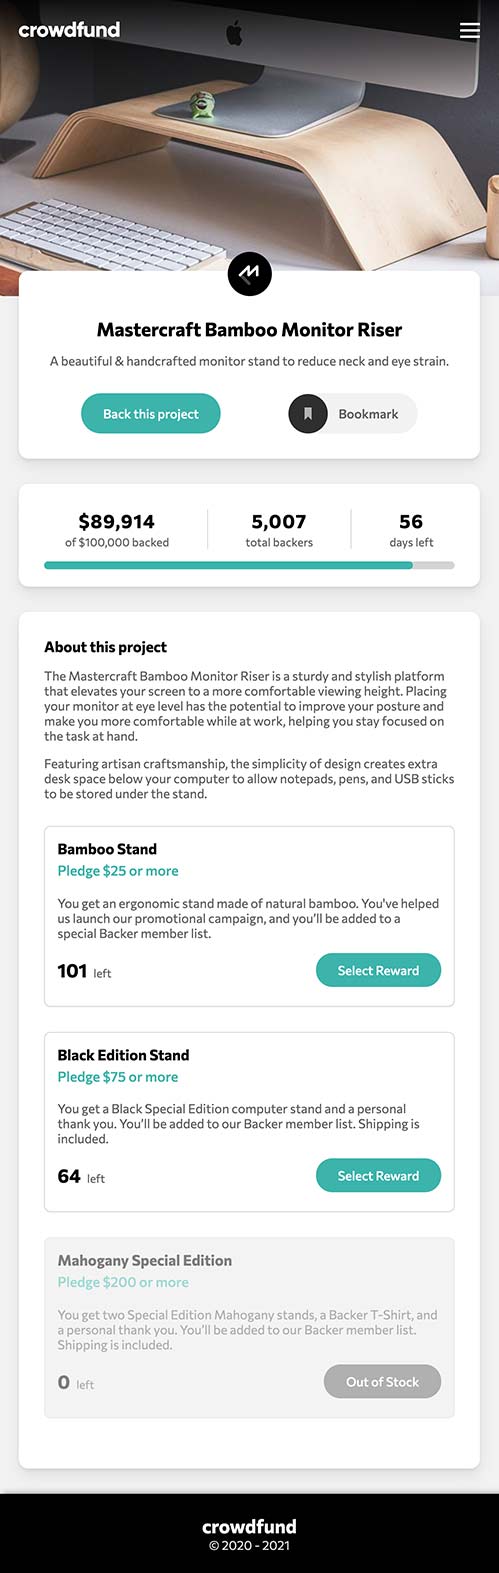 crowdfund
Mastercraft Bamboo Monitor Riser
A beautiful & handcrafted monitor stand to reduce neck and eye strain.
Back this project
Bookmark
$89,914
of $100,000 backed
5,007
total backers
56
days left
About this project
The Mastercraft Bamboo Monitor Riser is a sturdy and stylish platform
that elevates your screen to a more comfortable viewing height. Placing
your monitor at eye level has the potential to improve your posture and
make you more comfortable while at work, helping you stay focused on
the task at hand.
Featuring artisan craftsmanship, the simplicity of design creates extra
desk space below your computer to allow notepads, pens, and USB sticks
to be stored under the stand.
Bamboo Stand
Pledge $25 or more
You get an ergonomic stand made of natural bamboo. You've helped
us launch our promotional campaign, and you’ll be added to a
special Backer member list.
101 left
Select Reward
Black Edition Stand
Pledge $75 or more
You get a Black Special Edition computer stand and a personal
thank you. You’ll be added to our Backer member list. Shipping is
included.
64 left
Select Reward
Mahogany Special Edition
Pledge $200 or more
You get two Special Edition Mahogany stands, a Backer T-Shirt, and
a personal thank you. You’ll be added to our Backer member list.
Shipping is included.
0 left
Out of Stock
crowdfund
© 2020 - 2021